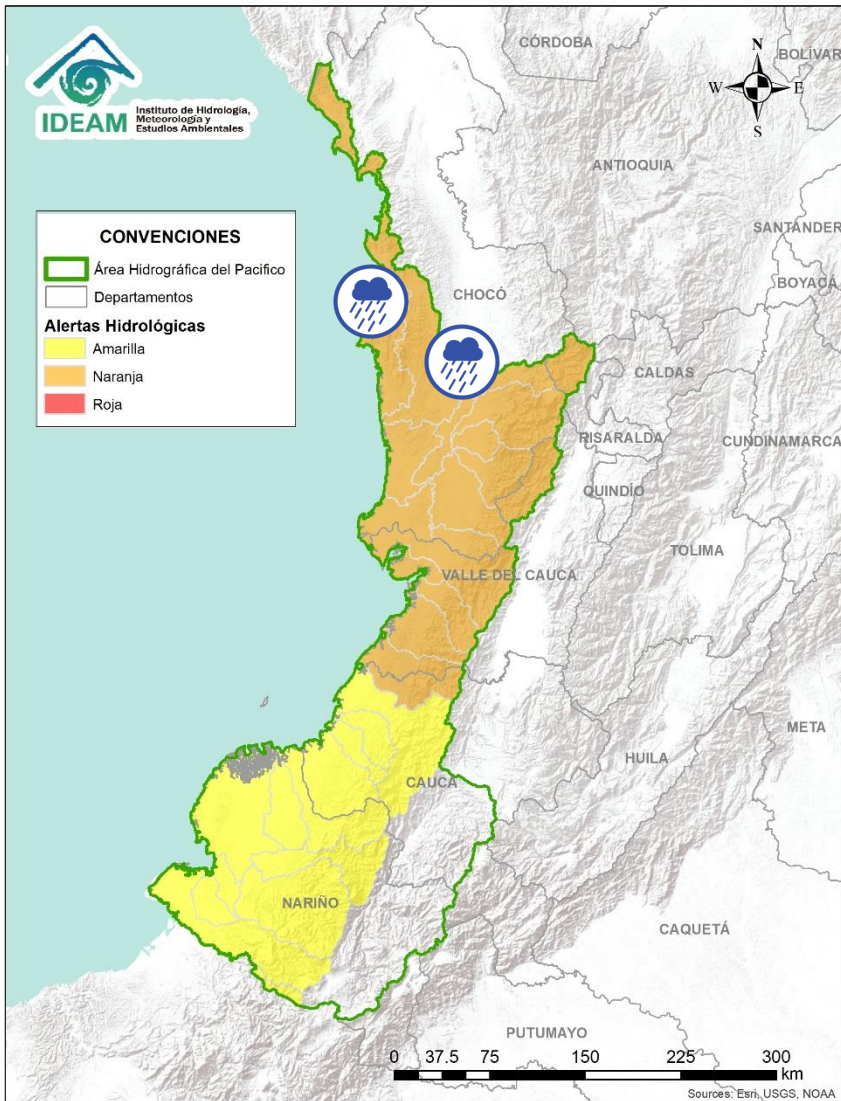 IDEAM
Instituto de Hidrología,
Meteorología y
Estudios Ambientales
N
W
E
S
CÓRDOBA
BOLÍVAR
ANTIOQUIA
SANTANDER
BOYACÁ
CHOCÓ
CALDAS
RISARALDA
CUNDINAMARCA
QUINDÍO
TOLIMA
VALLE DEL CAUCA
META
HUILA
CAUCA
NARIÑO
CAQUETÁ
PUTUMAYO
CONVENCIONES
Área Hidrográfica del Pacifico
Departamentos
Alertas Hidrológicas
Amarilla
Naranja
Roja
0 37.5 75 150 225 300
km
Sources: Esri, USGS, NOAA